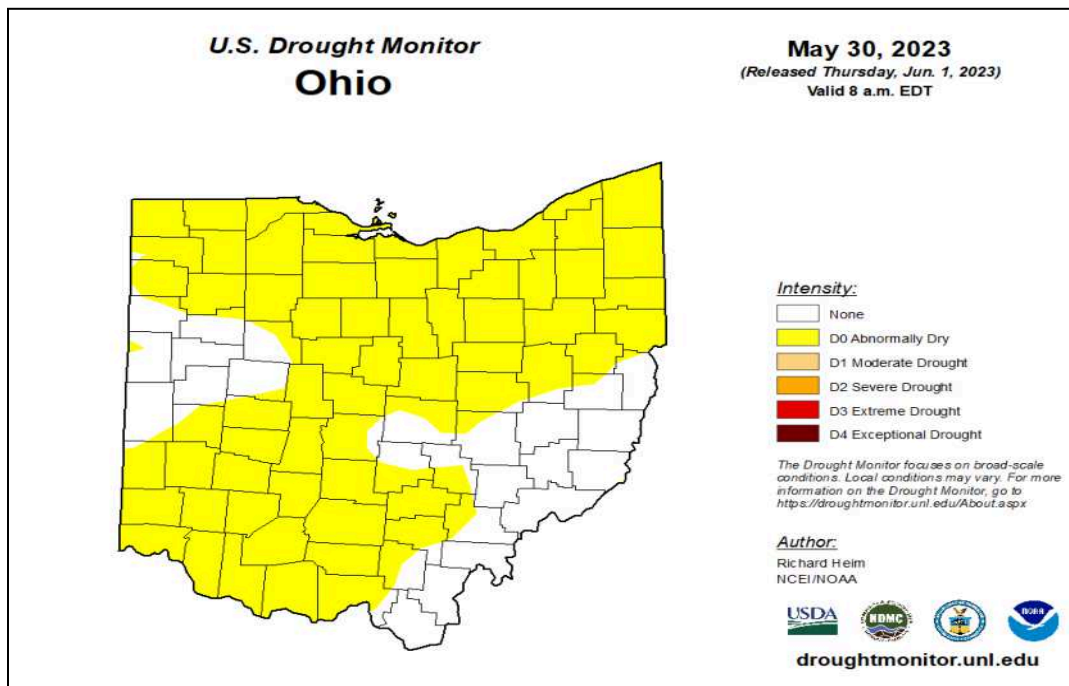 U.S. Drought Monitor
Ohio
May 30, 2023
(Released Thursday, Jun. 1, 2023)
Valid 8 a.m. EDT
Intensity:
None
D0 Abnormally Dry
D1 Moderate Drought
D2 Severe Drought
D3 Extreme Drought
D4 Exceptional Drought
The Drought Monitor focuses on broad-scale
conditions. Local conditions may vary. For more
information on the Drought Monitor, go to
https://droughtmonitor.unl.edu/About.aspx
Author:
Richard Heim
NCEI/NOAA
USDA
NDMC
NOAA
droughtmonitor.unl.edu